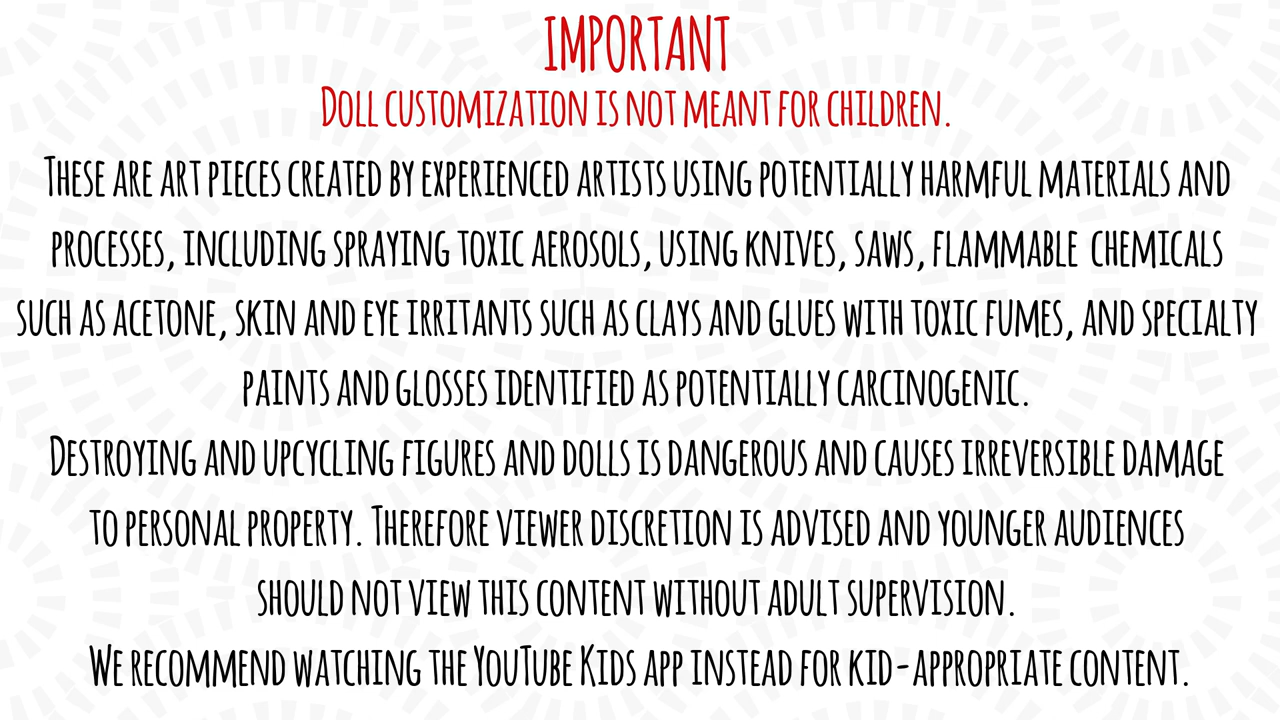 IMPORTANT
DOLL CUSTOMIZATION IS NOT MEANT FOR CHILDREN.
THESE ARE ART PIECES CREATED BY EXPERIENCED ARTISTS USING POTENTIALLY HARMFUL MATERIALS AND
PROCESSES, INCLUDING SPRAYING TOXIC AEROSOLS, USING KNIVES, SAWS, FLAMMABLE CHEMICALS
SUCH AS ACETONE, SKIN AND EYE IRRITANTS SUCH AS CLAYS AND GLUES WITH TOXIC FUMES, AND SPECIALTY
PAINTS AND GLOSSES IDENTIFIED AS POTENTIALLY CARCINOGENIC.
DESTROYING AND UPCYCLING FIGURES AND DOLLS IS DANGEROUS AND CAUSES IRREVERSIBLE DAMAGE
TO PERSONAL PROPERTY. THEREFORE VIEWER DISCRETION IS ADVISED AND YOUNGER AUDIENCES
SHOULD NOT VIEW THIS CONTENT WITHOUT ADULT SUPERVISION.
WE RECOMMEND WATCHING THE YOUTUBE KIDS APP INSTEAD FOR KID-APPROPRIATE CONTENT.